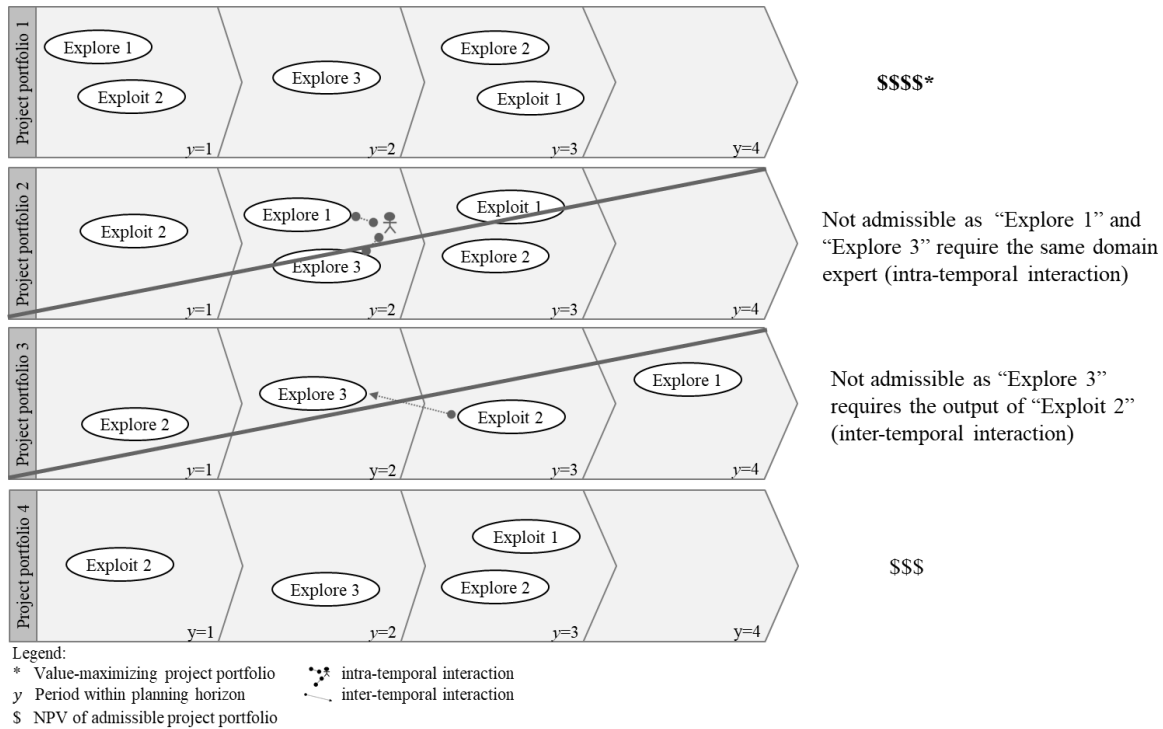 Project portfolio 1
Explore 1
Exploit 2
y=1
Explore 3
y=2
Explore 2
Exploit 1
y=3
y=4
$$$$*
Project portfolio 2
Exploit 2
y=1
Explore 1
Explore 3
y=2
Exploit 1
Explore 2
y=3
y=4
Not admissible as “Explore 1” and
“Explore 3” require the same domain
expert (intra-temporal interaction)
Project portfolio 3
Explore 2
y=1
Explore 3
y=2
Exploit 2
y=3
Explore 1
y=4
Not admissible as “Explore 3”
requires the output of “Exploit 2”
(inter-temporal interaction)
Project portfolio 4
Exploit 2
y=1
Explore 3
y=2
Exploit 1
Explore 2
y=3
y=4
$$$
Legend:
* Value-maximizing project portfolio
intra-temporal interaction
y Period within planning horizon
inter-temporal interaction
$ NPV of admissible project portfolio